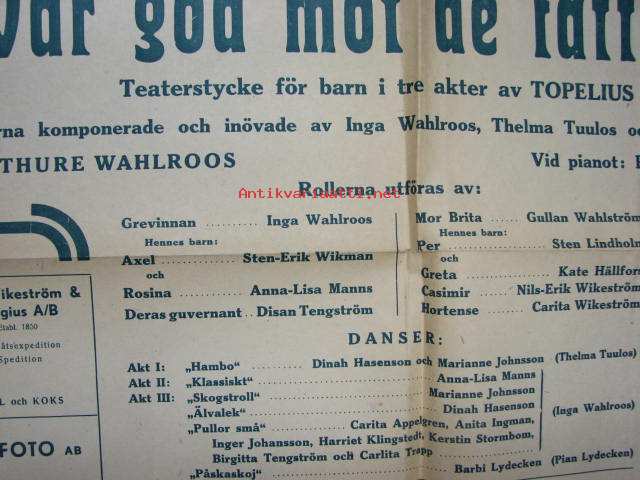 Var god mot de fatt
Teaterstycke för barn i tre akter av TOPELIUS
rna komponerade och inövade av Inga Wahlroos, Thelma Tuulos oc
THURE WAHLROOS
Vid pianot:
Antikvariaatti.net
Rollerna utföras av:
Grevinnan .......... Inga Wahlroos
Hennes barn:
Axel ........ Sten-Erik Wikman
och
Rosina ........ Anna-Lisa Manns
Deras guvernant .. Disan Tengström
Mor Brita ...... Gullan Wahlström
Hennes barn:
Per ............ Sten Lindholm
och
Greta ............ Kate Hällfors
Casimir .... Nils-Erik Wikeström
Hortense ...... Carita Wikeström
ikeström &
gius A/B
Etabl. 1850
åtsexpedition
Spedition
L och KOKS
FOTO AB
DANSER:
Akt I: „Hambo“ ........ Dinah Hasenson och Marianne Johnsson (Thelma Tuulos)
Akt II: „Klassiskt“ ........ Anna-Lisa Manns
Akt III: „Skogstroll“ ........ Marianne Johnsson
„Älvalek“ ........ Dinah Hasenson
„Pullor små“ ........ Carita Appelgren, Anita Ingman, (Inga Wahlroos)
Inger Johansson, Harriet Klingstedt, Kerstin Stormbom,
Birgitta Tengström och Carlita Trapp
„Påskaskoj“ ........ Barbi Lydecken (Pian Lydecken)